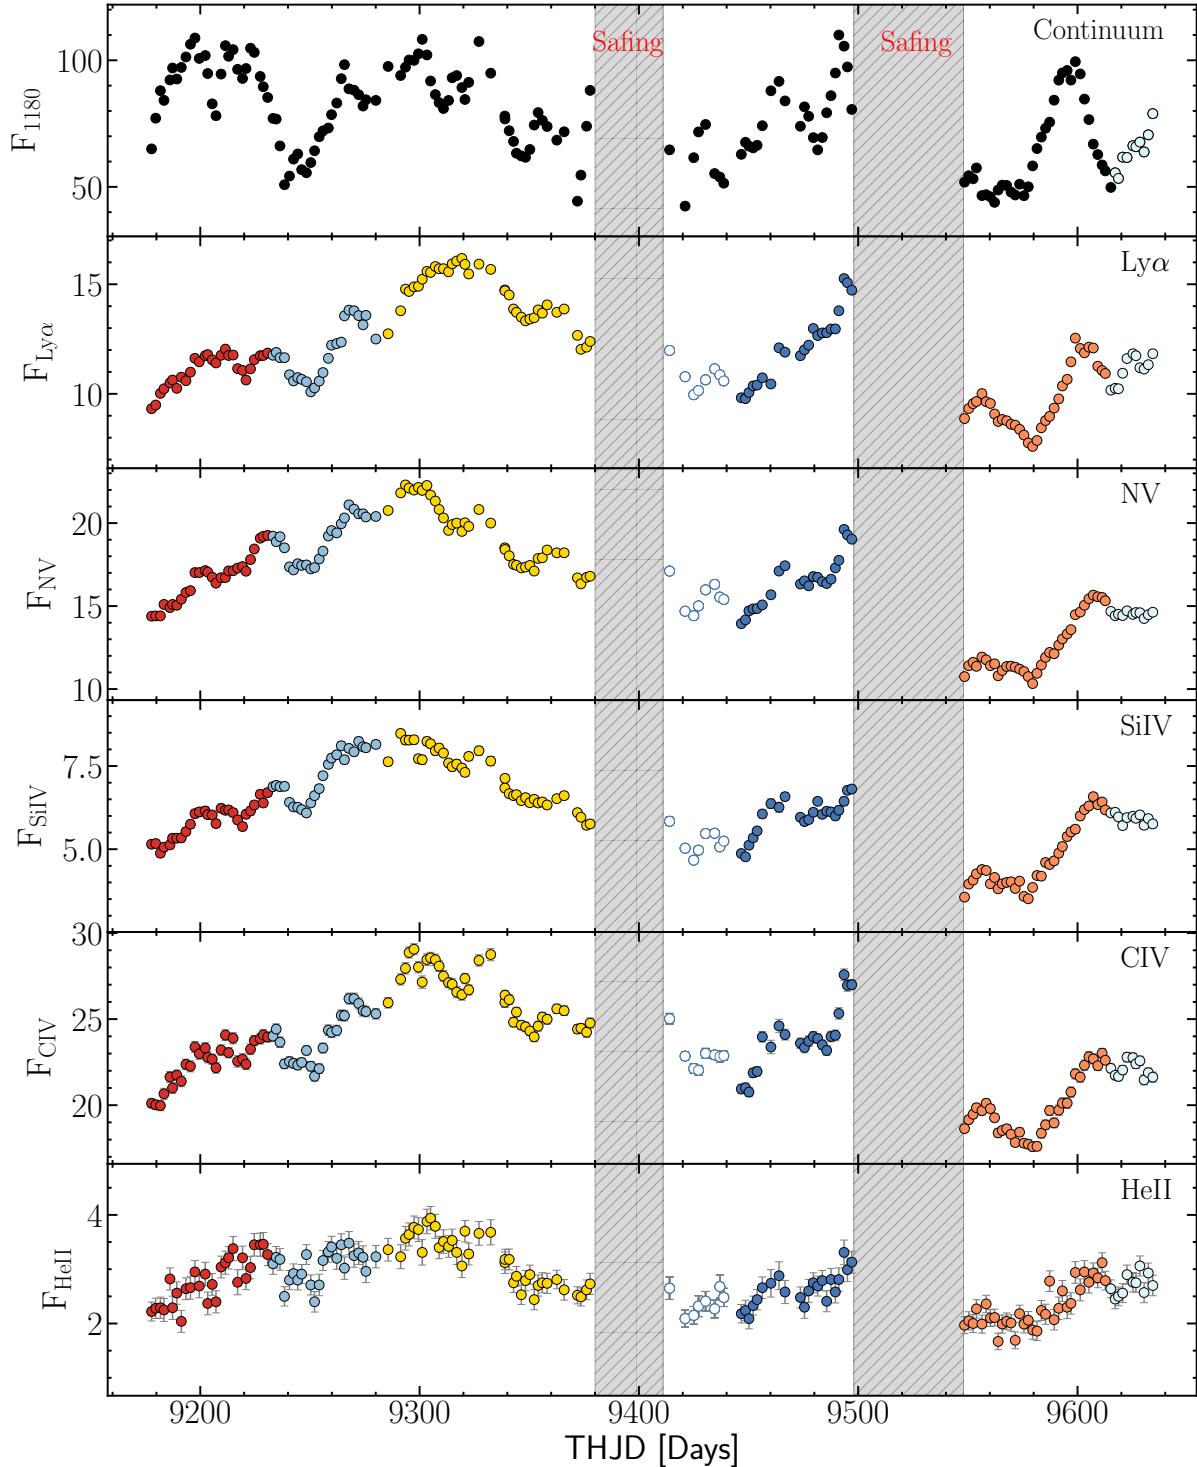 Safing
Safing
Continuum
100
50
F1180
Lyα
15
10
FLyα
NV
20
15
10
FNV
SiIV
7.5
5.0
FSiIV
CIV
30
25
20
FCIV
HeII
4
2
FHeII
9200 9300 9400 9500 9600
THJD [Days]